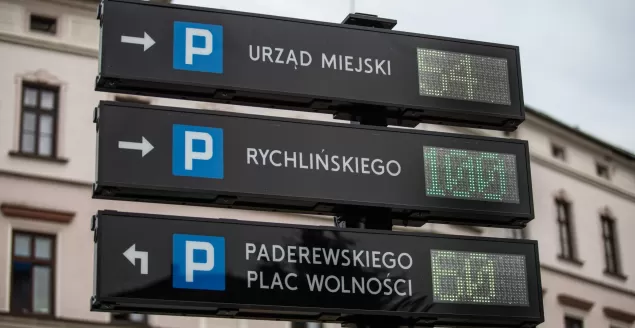 P URZĄD MIEJSKI 54
P RYCHLIŃSKIEGO 100
P PADEREWSKIEGO
PLAC WOLNOŚCI 60